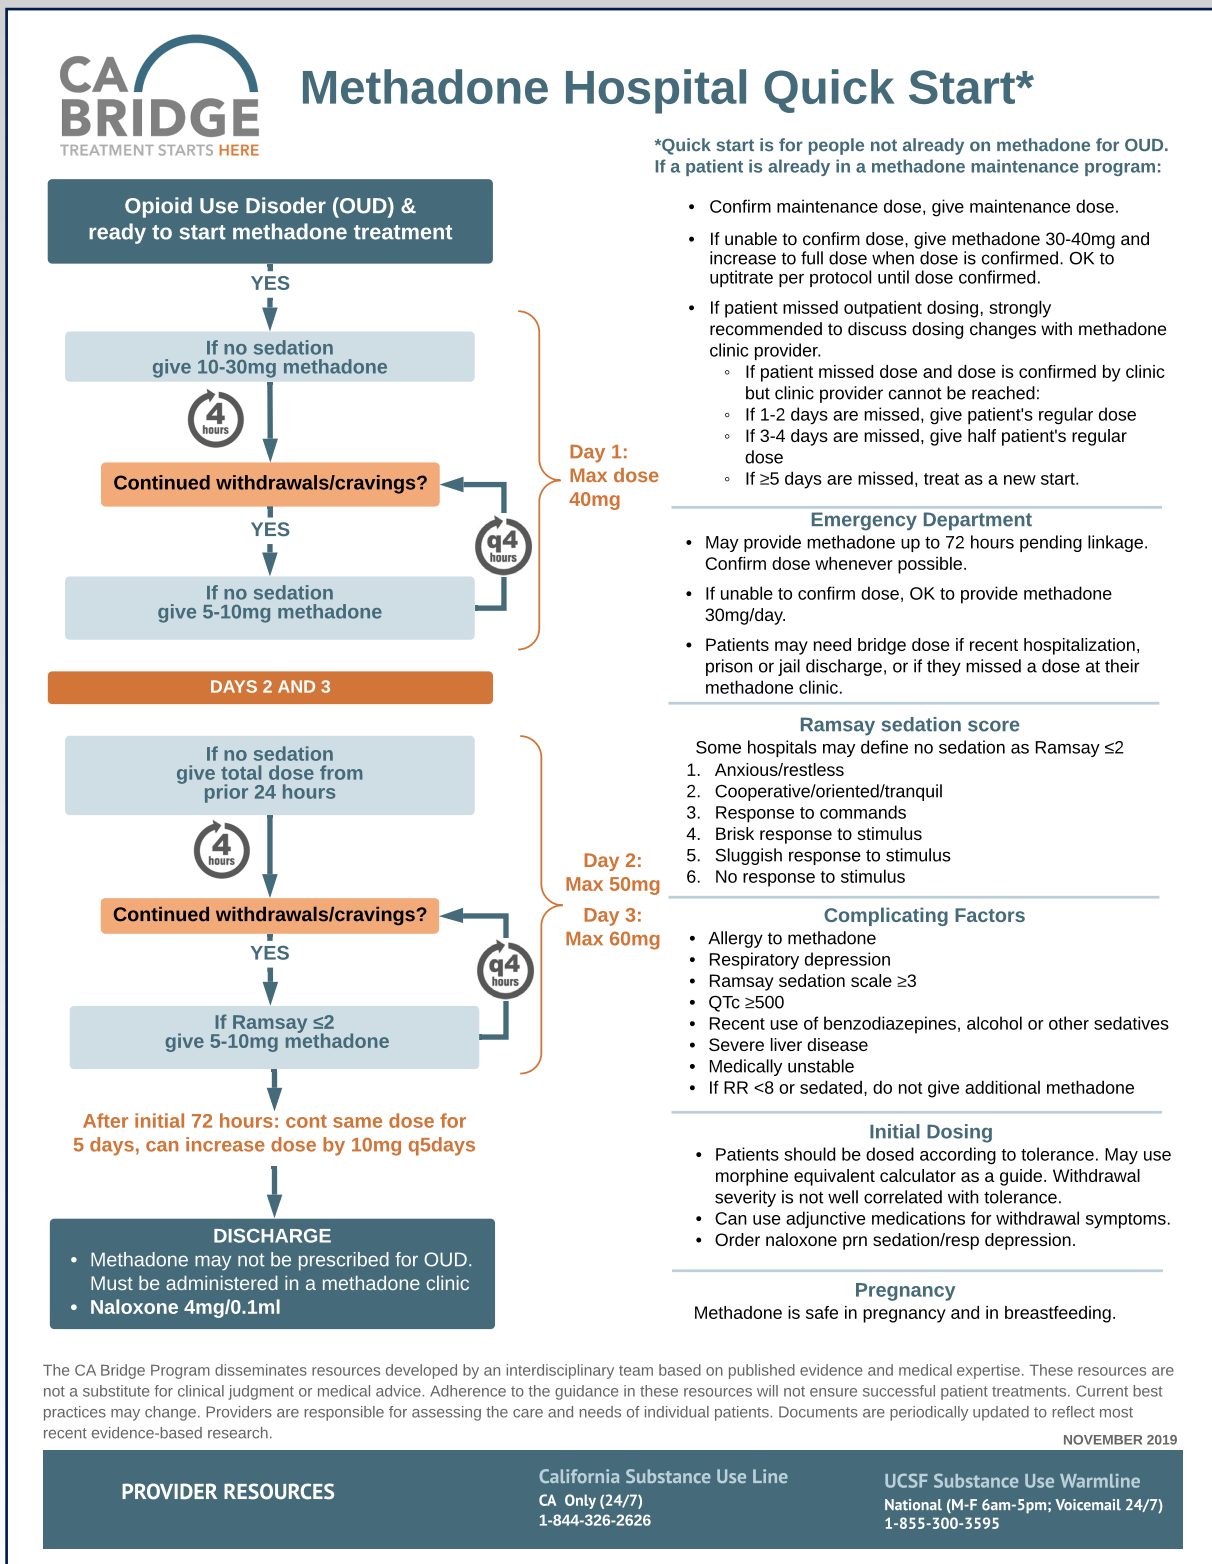 CA
BRIDGE
TREATMENT STARTS HERE
Methadone Hospital Quick Start*
*Quick start is for people not already on methadone for OUD.
If a patient is already in a methadone maintenance program:
Opioid Use Disoder (OUD) &
ready to start methadone treatment
YES
If no sedation
give 10-30mg methadone
4
hours
Continued withdrawals/cravings?
YES
q4
hours
If no sedation
give 5-10mg methadone
Day 1:
Max dose
40mg
DAYS 2 AND 3
If no sedation
give total dose from
prior 24 hours
4
hours
Continued withdrawals/cravings?
YES
q4
hours
If Ramsay ≤2
give 5-10mg methadone
Day 2:
Max 50mg
Day 3:
Max 60mg
After initial 72 hours: cont same dose for
5 days, can increase dose by 10mg q5days
DISCHARGE
• Methadone may not be prescribed for OUD.
Must be administered in a methadone clinic
• Naloxone 4mg/0.1ml
• Confirm maintenance dose, give maintenance dose.
• If unable to confirm dose, give methadone 30-40mg and
increase to full dose when dose is confirmed. OK to
uptitrate per protocol until dose confirmed.
• If patient missed outpatient dosing, strongly
recommended to discuss dosing changes with methadone
clinic provider.
◦ If patient missed dose and dose is confirmed by clinic
but clinic provider cannot be reached:
◦ If 1-2 days are missed, give patient's regular dose
◦ If 3-4 days are missed, give half patient's regular
dose
◦ If ≥5 days are missed, treat as a new start.
Emergency Department
• May provide methadone up to 72 hours pending linkage.
Confirm dose whenever possible.
• If unable to confirm dose, OK to provide methadone
30mg/day.
• Patients may need bridge dose if recent hospitalization,
prison or jail discharge, or if they missed a dose at their
methadone clinic.
Ramsay sedation score
Some hospitals may define no sedation as Ramsay ≤2
1. Anxious/restless
2. Cooperative/oriented/tranquil
3. Response to commands
4. Brisk response to stimulus
5. Sluggish response to stimulus
6. No response to stimulus
Complicating Factors
• Allergy to methadone
• Respiratory depression
• Ramsay sedation scale ≥3
• QTc ≥500
• Recent use of benzodiazepines, alcohol or other sedatives
• Severe liver disease
• Medically unstable
• If RR <8 or sedated, do not give additional methadone
Initial Dosing
• Patients should be dosed according to tolerance. May use
morphine equivalent calculator as a guide. Withdrawal
severity is not well correlated with tolerance.
• Can use adjunctive medications for withdrawal symptoms.
• Order naloxone prn sedation/resp depression.
Pregnancy
Methadone is safe in pregnancy and in breastfeeding.
The CA Bridge Program disseminates resources developed by an interdisciplinary team based on published evidence and medical expertise. These resources are
not a substitute for clinical judgment or medical advice. Adherence to the guidance in these resources will not ensure successful patient treatments. Current best
practices may change. Providers are responsible for assessing the care and needs of individual patients. Documents are periodically updated to reflect most
recent evidence-based research.
NOVEMBER 2019
PROVIDER RESOURCES
California Substance Use Line
CA Only (24/7)
1-844-326-2626
UCSF Substance Use Warmline
National (M-F 6am-5pm; Voicemail 24/7)
1-855-300-3595